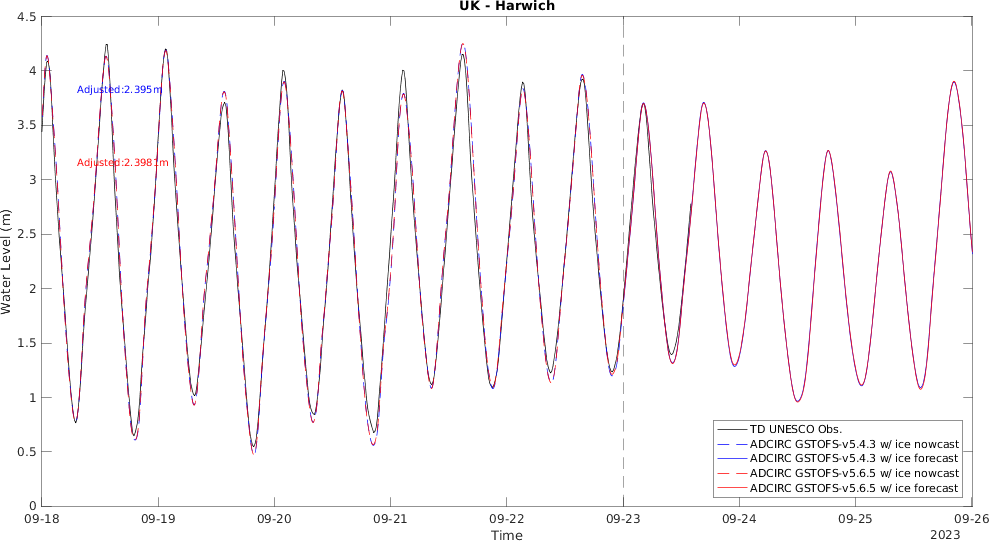 UK - Harwich
4.5
4
3.5
3
2.5
2
1.5
1
0.5
0
Water Level (m)
Adjusted:2.395m
Adjusted:2.3981m
TD UNESCO Obs.
ADCIRC GSTOFS-v5.4.3 w/ ice nowcast
ADCIRC GSTOFS-v5.4.3 w/ ice forecast
ADCIRC GSTOFS-v5.6.5 w/ ice nowcast
ADCIRC GSTOFS-v5.6.5 w/ ice forecast
09-18 09-19 09-20 09-21 09-22 09-23 09-24 09-25 09-26
Time
2023